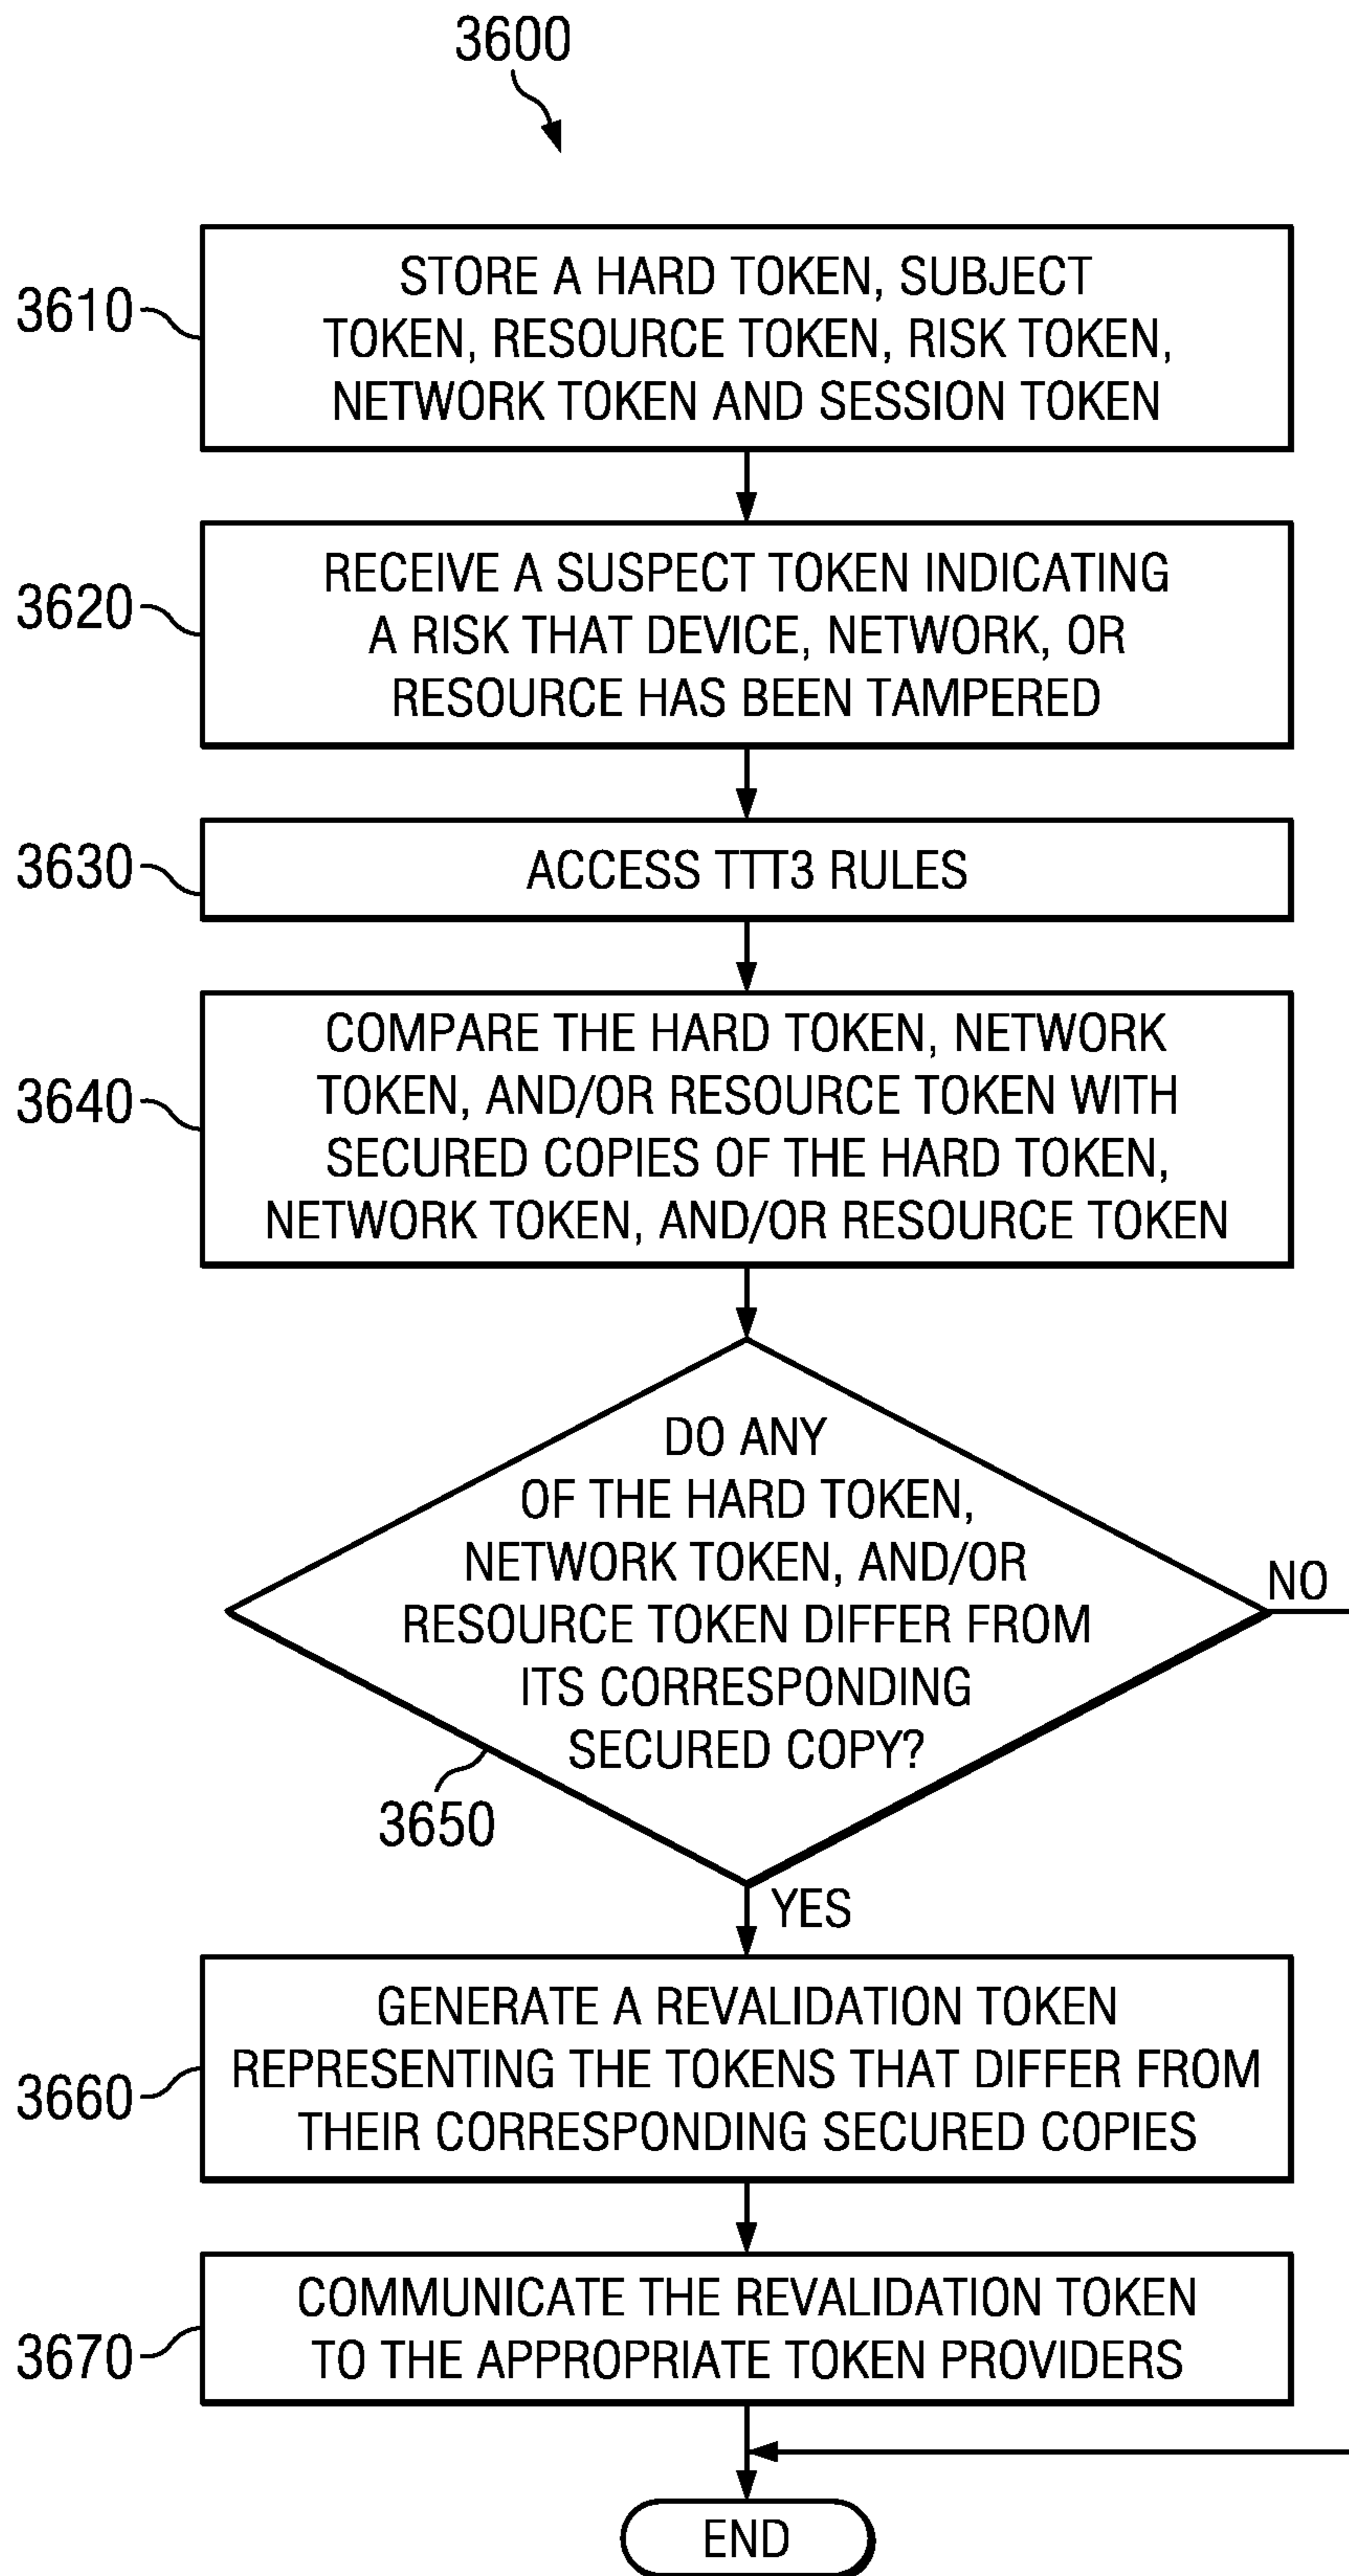 3600
3610
STORE A HARD TOKEN, SUBJECT
TOKEN, RESOURCE TOKEN, RISK TOKEN,
NETWORK TOKEN AND SESSION TOKEN
3620
RECEIVE A SUSPECT TOKEN INDICATING
A RISK THAT DEVICE, NETWORK, OR
RESOURCE HAS BEEN TAMPERED
3630
ACCESS TTT3 RULES
3640
COMPARE THE HARD TOKEN, NETWORK
TOKEN, AND/OR RESOURCE TOKEN WITH
SECURED COPIES OF THE HARD TOKEN,
NETWORK TOKEN, AND/OR RESOURCE TOKEN
DO ANY
OF THE HARD TOKEN,
NETWORK TOKEN, AND/OR
RESOURCE TOKEN DIFFER FROM
ITS CORRESPONDING
SECURED COPY?
NO
3650
YES
3660
GENERATE A REVALIDATION TOKEN
REPRESENTING THE TOKENS THAT DIFFER FROM
THEIR CORRESPONDING SECURED COPIES
3670
COMMUNICATE THE REVALIDATION TOKEN
TO THE APPROPRIATE TOKEN PROVIDERS
END